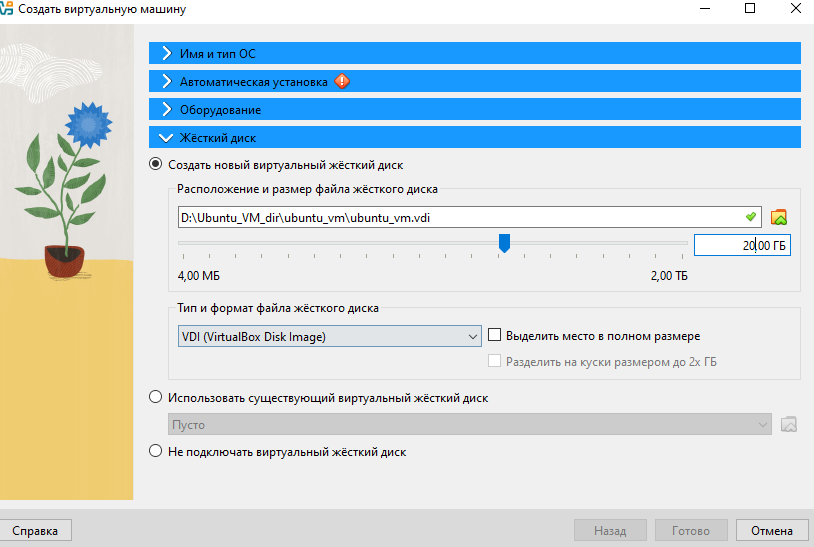 Создать виртуальную машину
Имя и тип ОС
Автоматическая установка
Оборудование
Жёсткий диск
Создать новый виртуальный жёсткий диск
Расположение и размер файла жёсткого диска
D:\Ubuntu_VM_dir\ubuntu_vm\ubuntu_vm.vdi
20,00 ГБ
4,00 МБ 2,00 ТБ
Тип и формат файла жёсткого диска
VDI (VirtualBox Disk Image) Выделить место в полном размере
Разделить на куски размером до 2х ГБ
Использовать существующий виртуальный жёсткий диск
Пусто
Не подключать виртуальный жёсткий диск
Справка Назад Готово Отмена